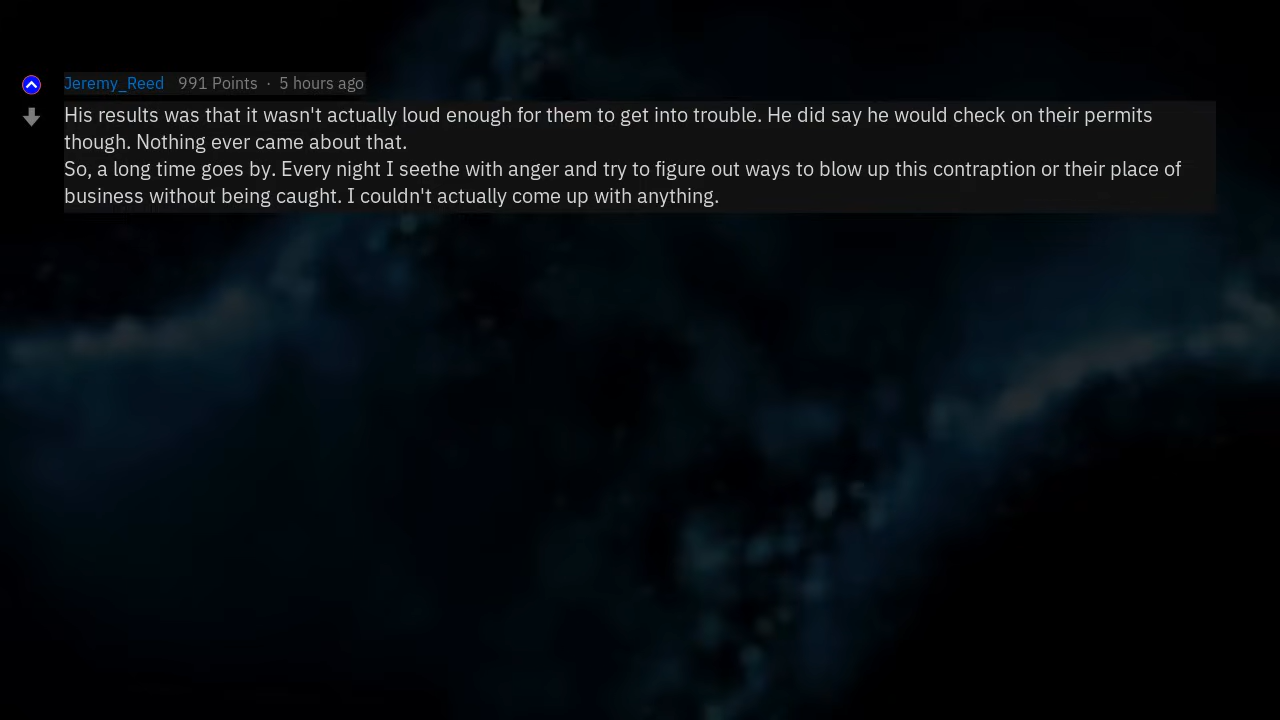 Jeremy_Reed 991 Points · 5 hours ago
His results was that it wasn't actually loud enough for them to get into trouble. He did say he would check on their permits
though. Nothing ever came about that.
So, a long time goes by. Every night I seethe with anger and try to figure out ways to blow up this contraption or their place of
business without being caught. I couldn't actually come up with anything.